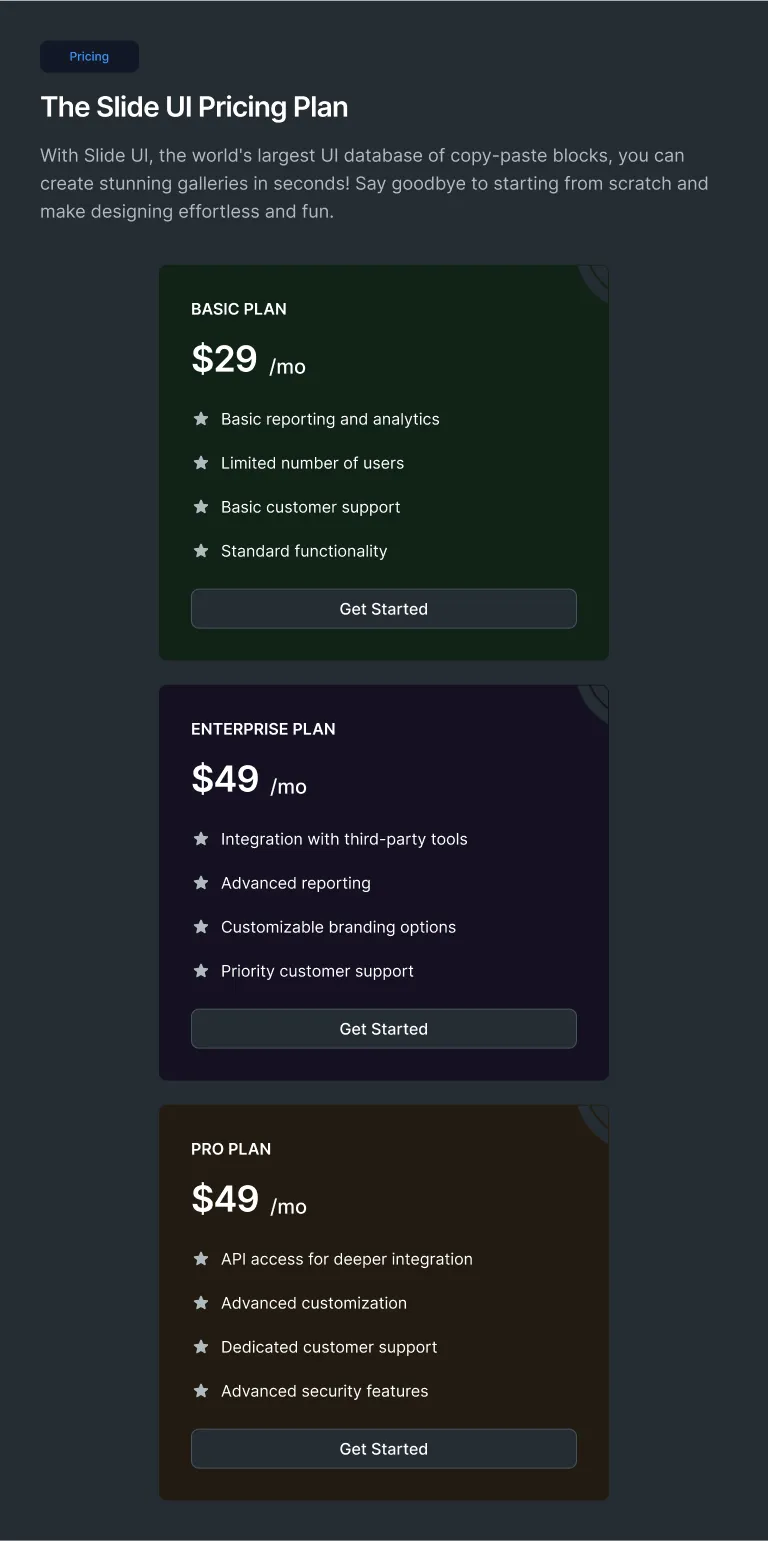 Pricing
The Slide UI Pricing Plan
With Slide UI, the world's largest UI database of copy-paste blocks, you can
create stunning galleries in seconds! Say goodbye to starting from scratch and
make designing effortless and fun.
BASIC PLAN
$29 /mo
Basic reporting and analytics
Limited number of users
Basic customer support
Standard functionality
Get Started
ENTERPRISE PLAN
$49 /mo
Integration with third-party tools
Advanced reporting
Customizable branding options
Priority customer support
Get Started
PRO PLAN
$49 /mo
API access for deeper integration
Advanced customization
Dedicated customer support
Advanced security features
Get Started